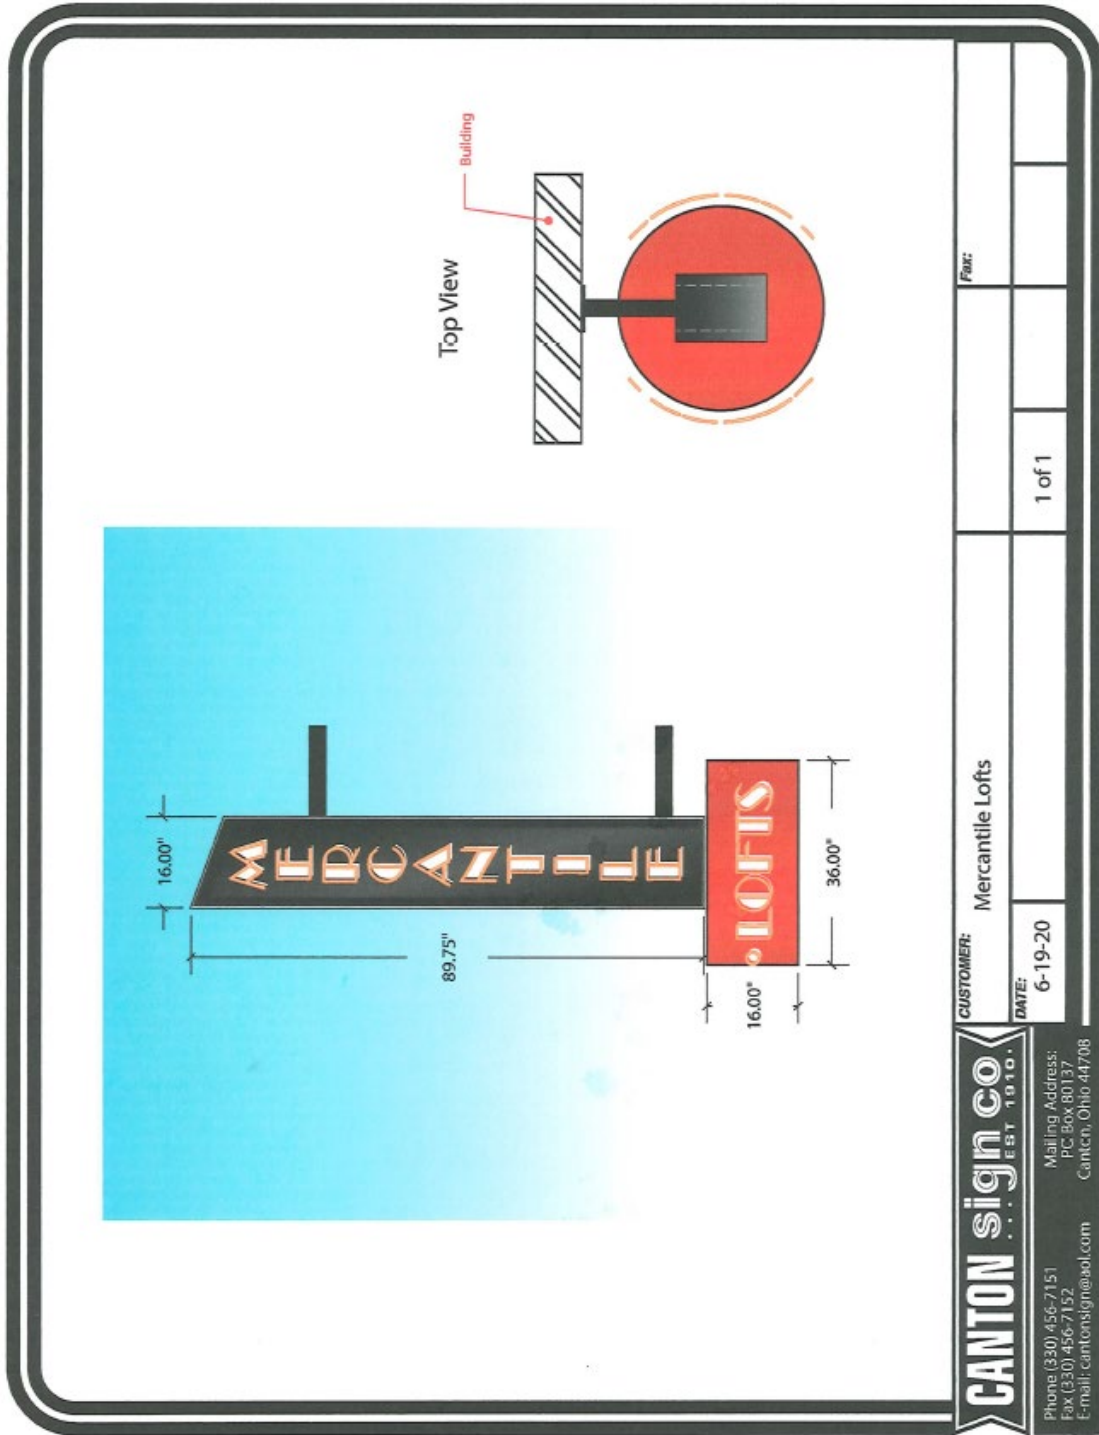 16.00"
MERCANTILE
89.75"
LOFTS
16.00"
36.00"
Top View
Building
CANTON sign co.
.... EST 1910.
Phone (330) 456-7151
Fax (330) 456-7152
E-mail: cantonsign@aol.com
Mailing Address:
PC Box 80137
Canton, Ohio 44708
CUSTOMER:
Mercantile Lofts
Fax:
DATE:
6-19-20
1 of 1